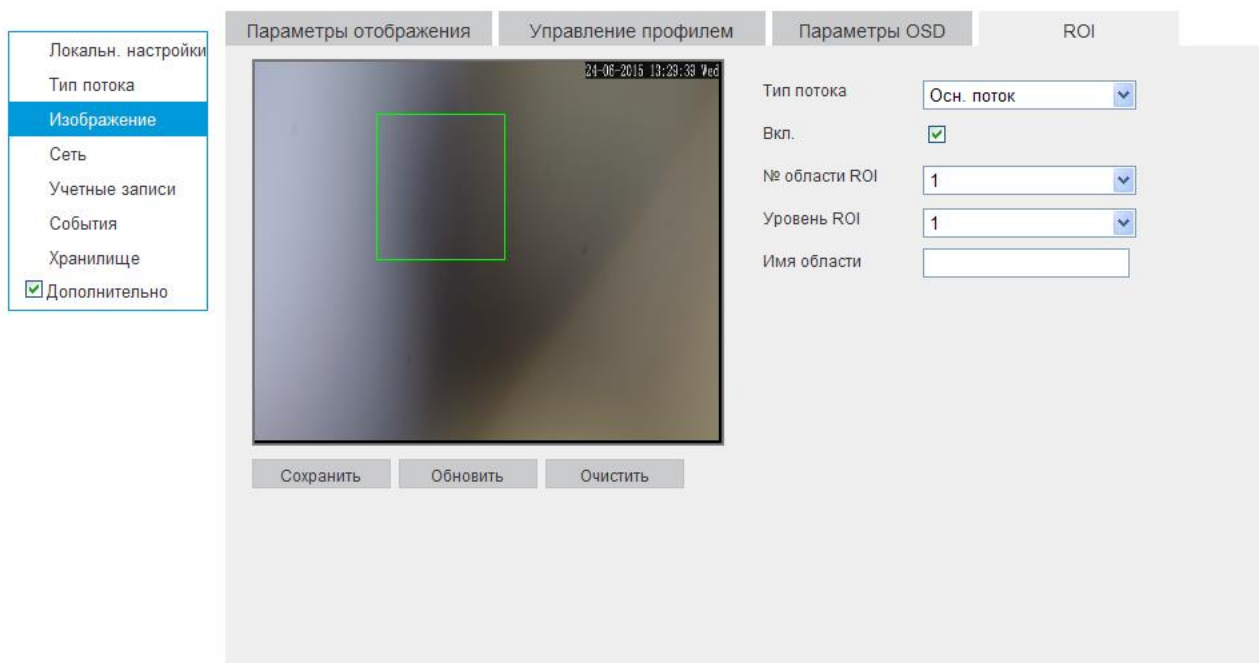 Локальн. настройки
Тип потока
Изображение
Сеть
Учетные записи
События
Хранилище
Дополнительно
Параметры отображения
Управление профилем
Параметры OSD
ROI
24-06-2015 13:29:39 Wed
Тип потока
Осн. поток
Вкл.
№ области ROI
1
Уровень ROI
1
Имя области
Сохранить
Обновить
Очистить